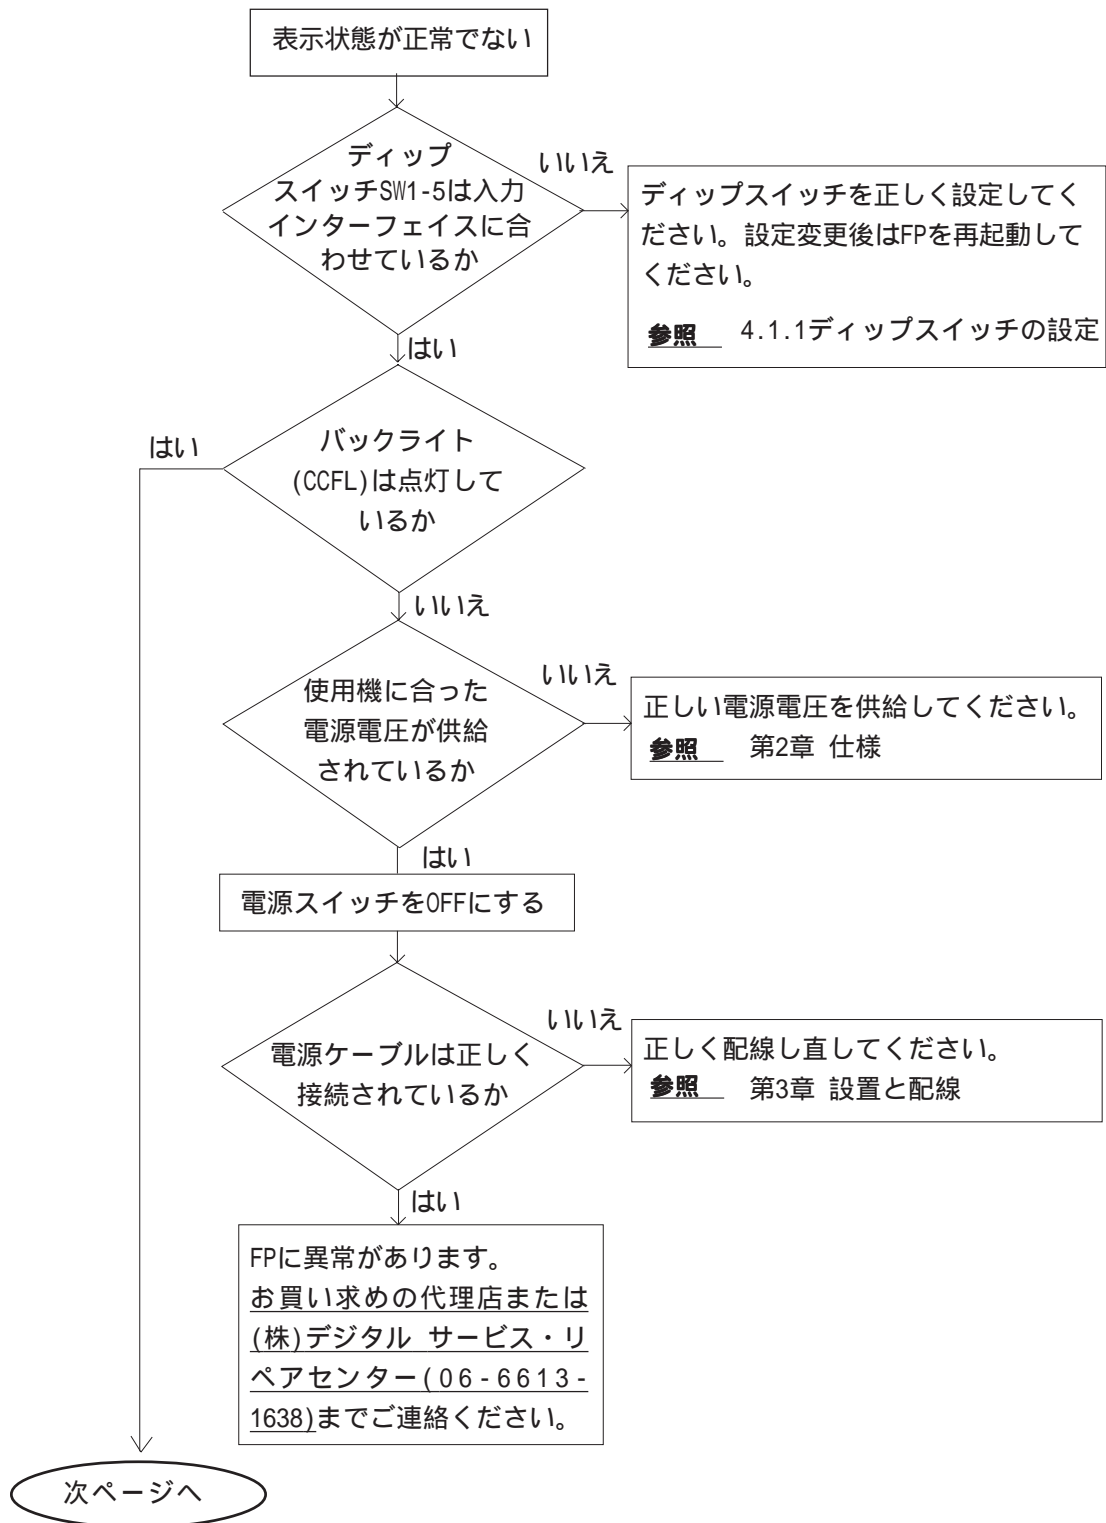 表示状態が正常でない
ディップ
スイッチSW1-5は入力
インターフェイスに合
わせているか
いいえ
ディップスイッチを正しく設定してく
ださい。設定変更後はFPを再起動して
ください。
参照 4.1.1ディップスイッチの設定
はい
バックライト
(CCFL)は点灯して
いるか
はい
いいえ
使用機に合った
電源電圧が供給
されているか
いいえ
正しい電源電圧を供給してください。
参照 第2章 仕様
はい
電源スイッチをOFFにする
電源ケーブルは正しく
接続されているか
いいえ
正しく配線し直してください。
参照 第3章 設置と配線
はい
FPに異常があります。
お買い求めの代理店または
(株)デジタル サービス・リ
ペアセンター(06-6613-
1638)までご連絡ください。
次ページへ